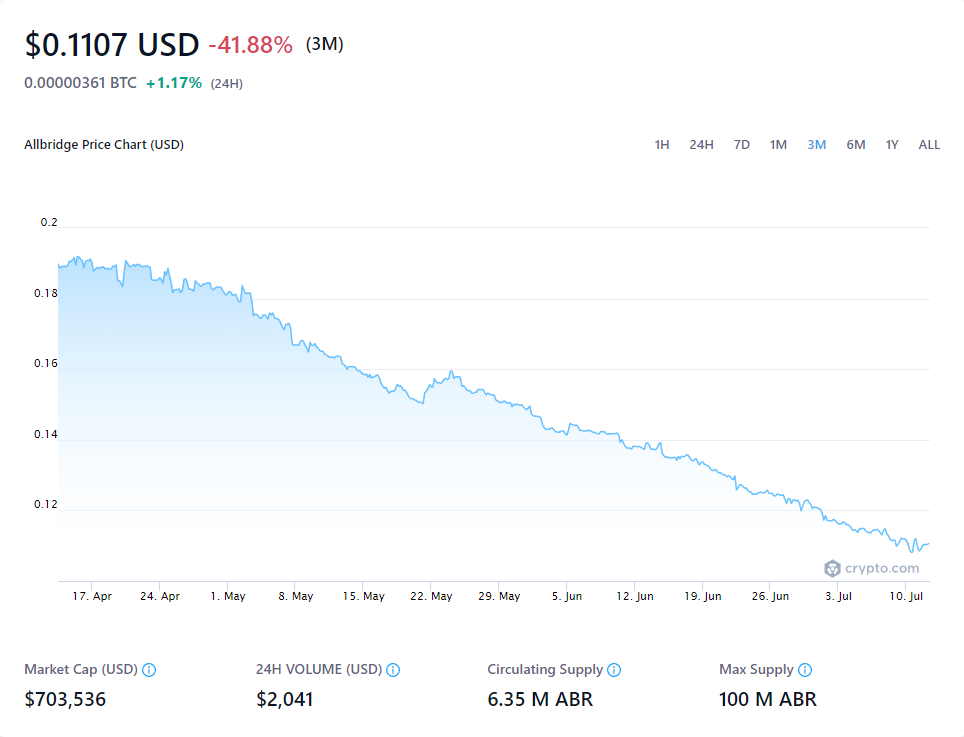 $0.1107 USD -41.88% (3M)
0.00000361 BTC +1.17% (24H)
Allbridge Price Chart (USD) 1H 24H 7D 1M 3M 6M 1Y ALL
0.2
0.18
0.16
0.14
0.12
crypto.com
17. Apr 24. Apr 1. May 8. May 15. May 22. May 29. May 5. Jun 12. Jun 19. Jun 26. Jun 3. Jul 10. Jul
Market Cap (USD) 24H VOLUME (USD) Circulating Supply Max Supply
$703,536 $2,041 6.35 M ABR 100 M ABR